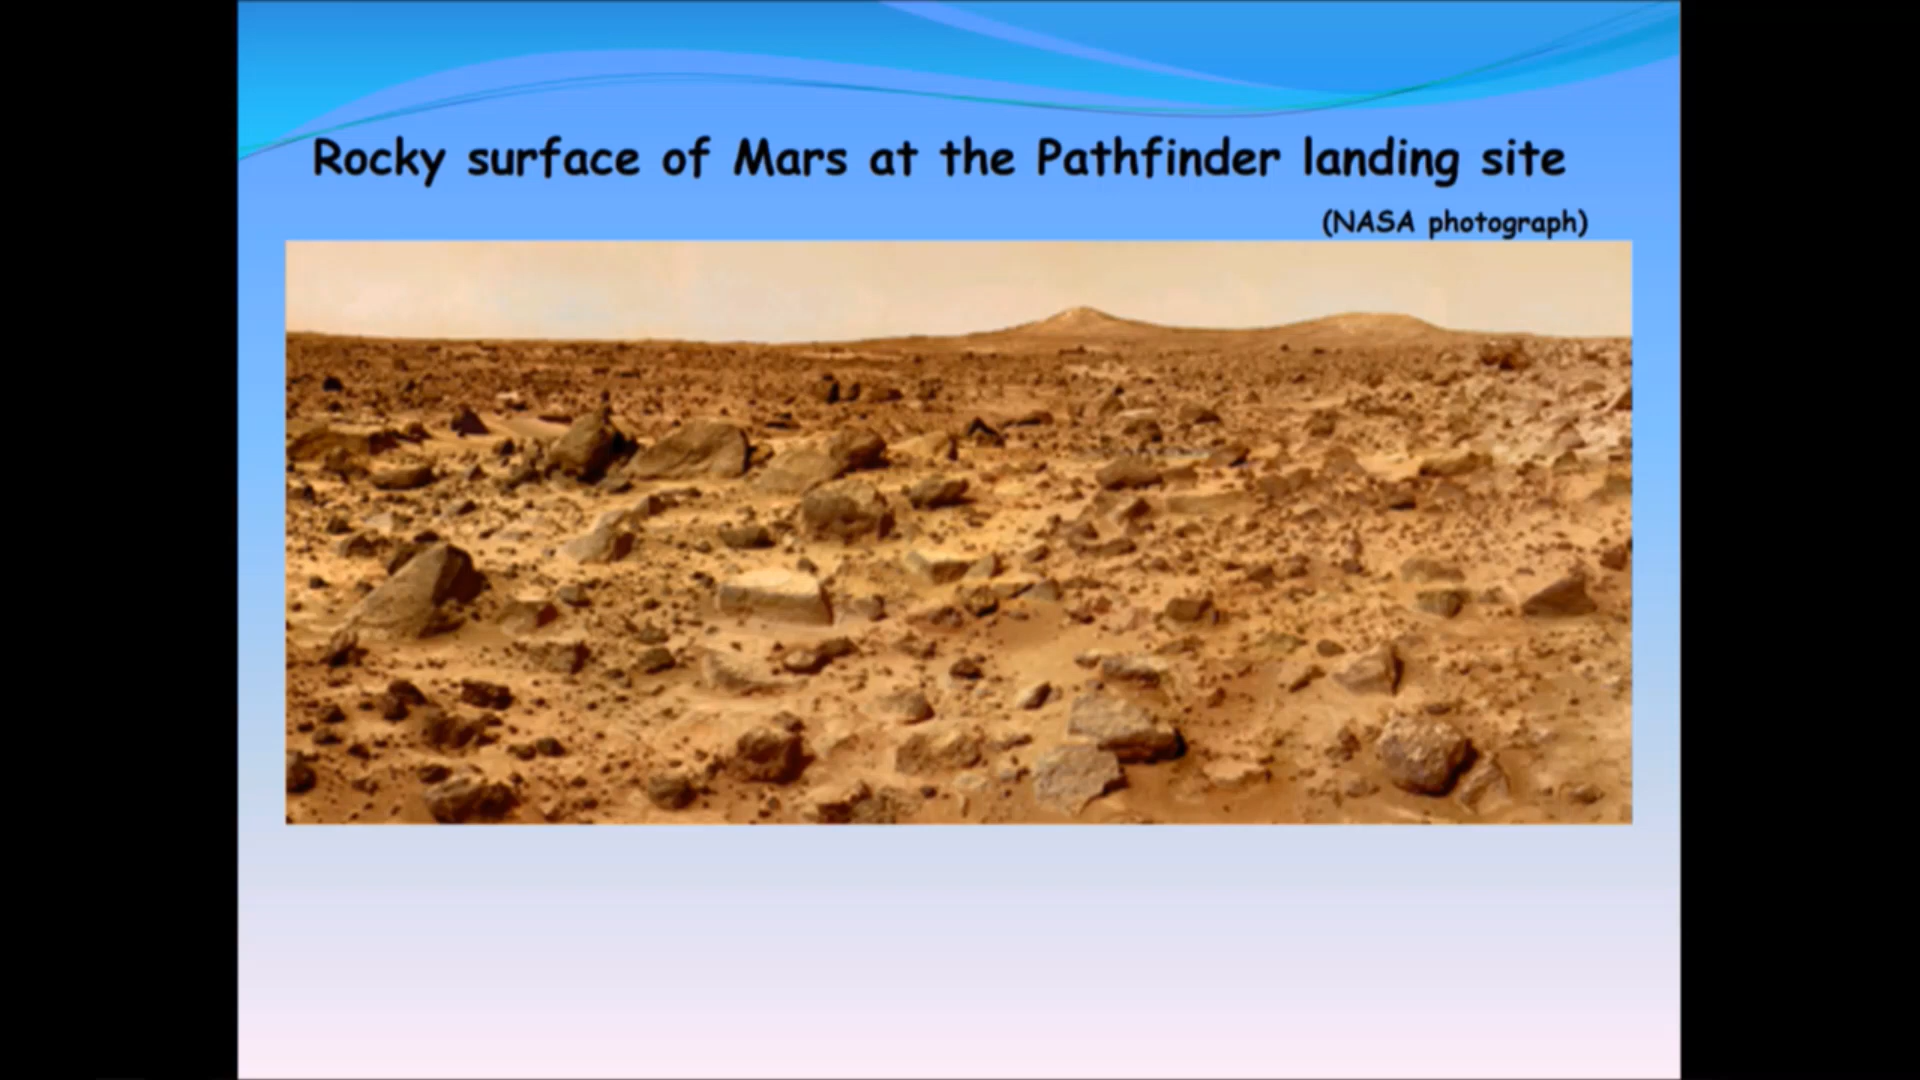 Rocky surface of Mars at the Pathfinder landing site
(NASA photograph)